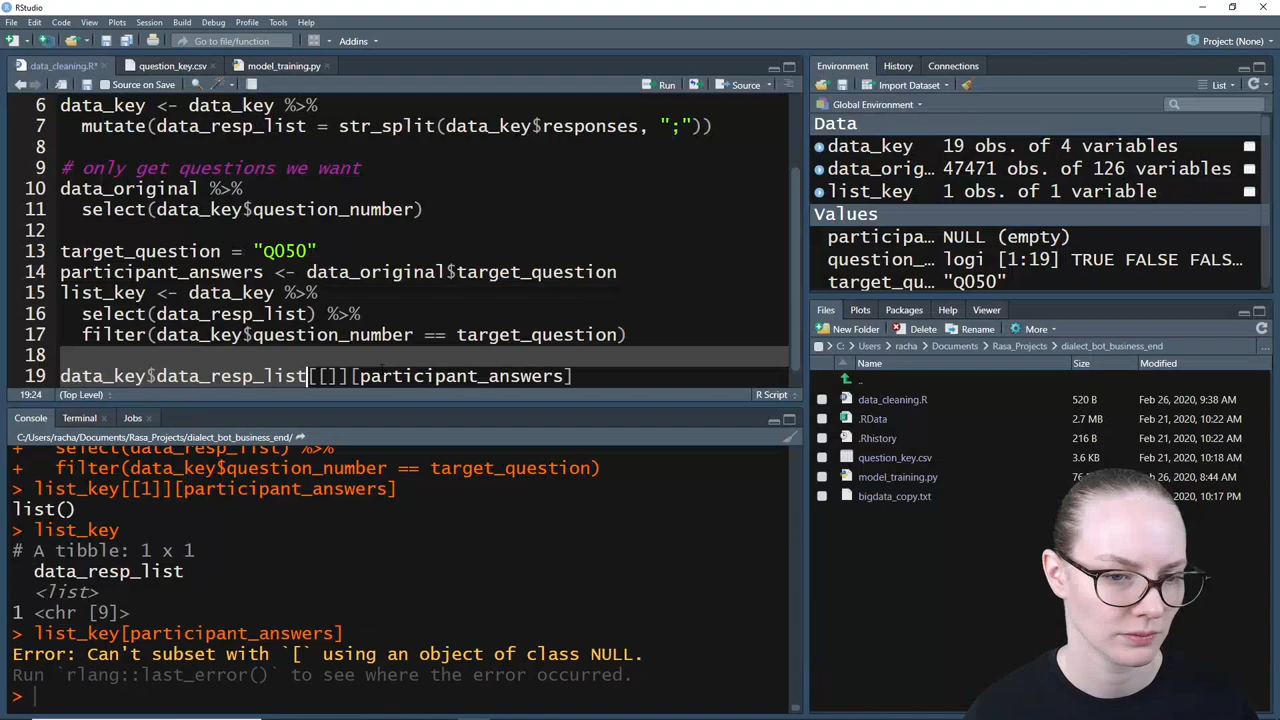 RStudio
File Edit Code View Plots Session Build Debug Profile Tools Help
Go to file/function Addins Project: (None)
data_cleaning.R* question_key.csv model_training.py
Source on Save Run Source
6 data_key <- data_key %>%
7 mutate(data_resp_list = str_split(data_key$responses, ";"))
8
9 # only get questions we want
10 data_original %>%
11 select(data_key$question_number)
12
13 target_question = "Q050"
14 participant_answers <- data_original$target_question
15 list_key <- data_key %>%
16 select(data_resp_list) %>%
17 filter(data_key$question_number == target_question)
18
19 data_key$data_resp_list[[]][participant_answers]
19:24 (Top Level) R Script
Console Terminal Jobs
C:/Users/racha/Documents/Rasa_Projects/dialect_bot_business_end/
+ select(data_resp_list) %>%
+ filter(data_key$question_number == target_question)
> list_key[[1]][participant_answers]
list()
> list_key
# A tibble: 1 x 1
data_resp_list
<list>
1 <chr [9]>
> list_key[participant_answers]
Error: Can't subset with `[` using an object of class NULL.
Run `rlang::last_error()` to see where the error occurred.
>
Environment History Connections
Import Dataset List
Global Environment
Data
data_key 19 obs. of 4 variables
data_orig… 47471 obs. of 126 variables
list_key 1 obs. of 1 variable
Values
participa… NULL (empty)
question_… logi [1:19] TRUE FALSE FALS…
target_qu… "Q050"
Files Plots Packages Help Viewer
New Folder Delete Rename More
C: Users racha Documents Rasa_Projects dialect_bot_business_end
Name Size Modified
..
data_cleaning.R 520 B Feb 26, 2020, 9:38 AM
.RData 2.7 MB Feb 21, 2020, 10:22 AM
.Rhistory 216 B Feb 21, 2020, 10:22 AM
question_key.csv 3.6 KB Feb 21, 2020, 10:18 AM
model_training.py 2020, 8:44 AM
bigdata_copy.txt 2020, 10:17 PM